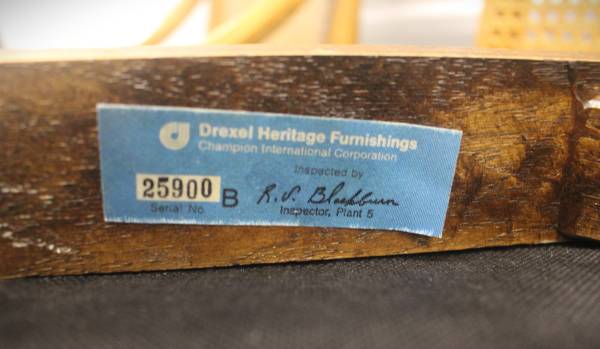 Drexel Heritage Furnishings
Champion International Corporation
Inspected by
25900 B R.V. Blackburn
Serial No. Inspector, Plant 5